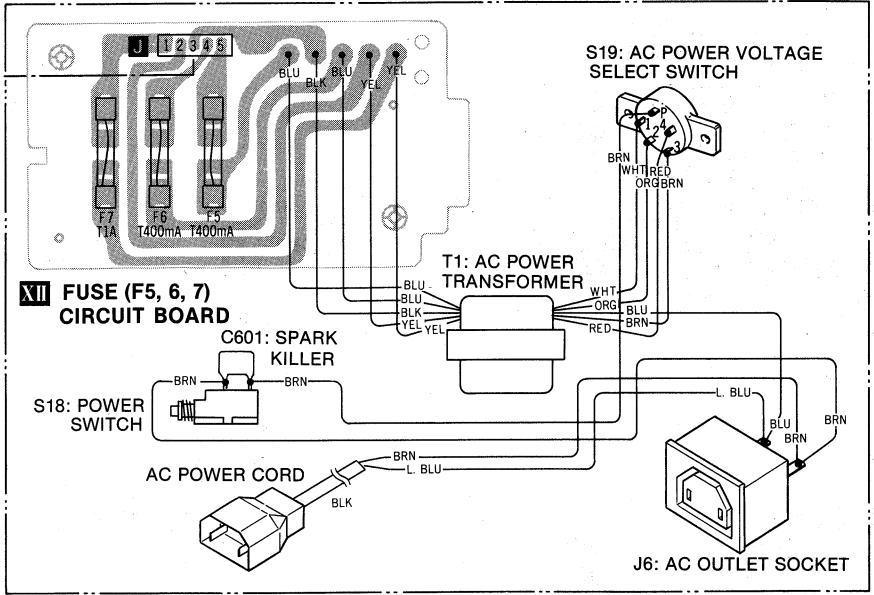 J 1 2 3 4 5
BLU BLK BLU YEL YEL
F7 F6 F5
T1A T400mA T400mA
XII FUSE (F5, 6, 7)
CIRCUIT BOARD
S19: AC POWER VOLTAGE
SELECT SWITCH
P
1 4
2
3
BRN
WHT RED
ORG BRN
T1: AC POWER
TRANSFORMER
BLU
BLU
BLK
YEL
YEL
WHT
ORG
BLU
BRN
RED
C601: SPARK
KILLER
BRN BRN
S18: POWER
SWITCH
L. BLU
BLU
BRN
BRN
AC POWER CORD
BRN
L. BLU
BLK
J6: AC OUTLET SOCKET